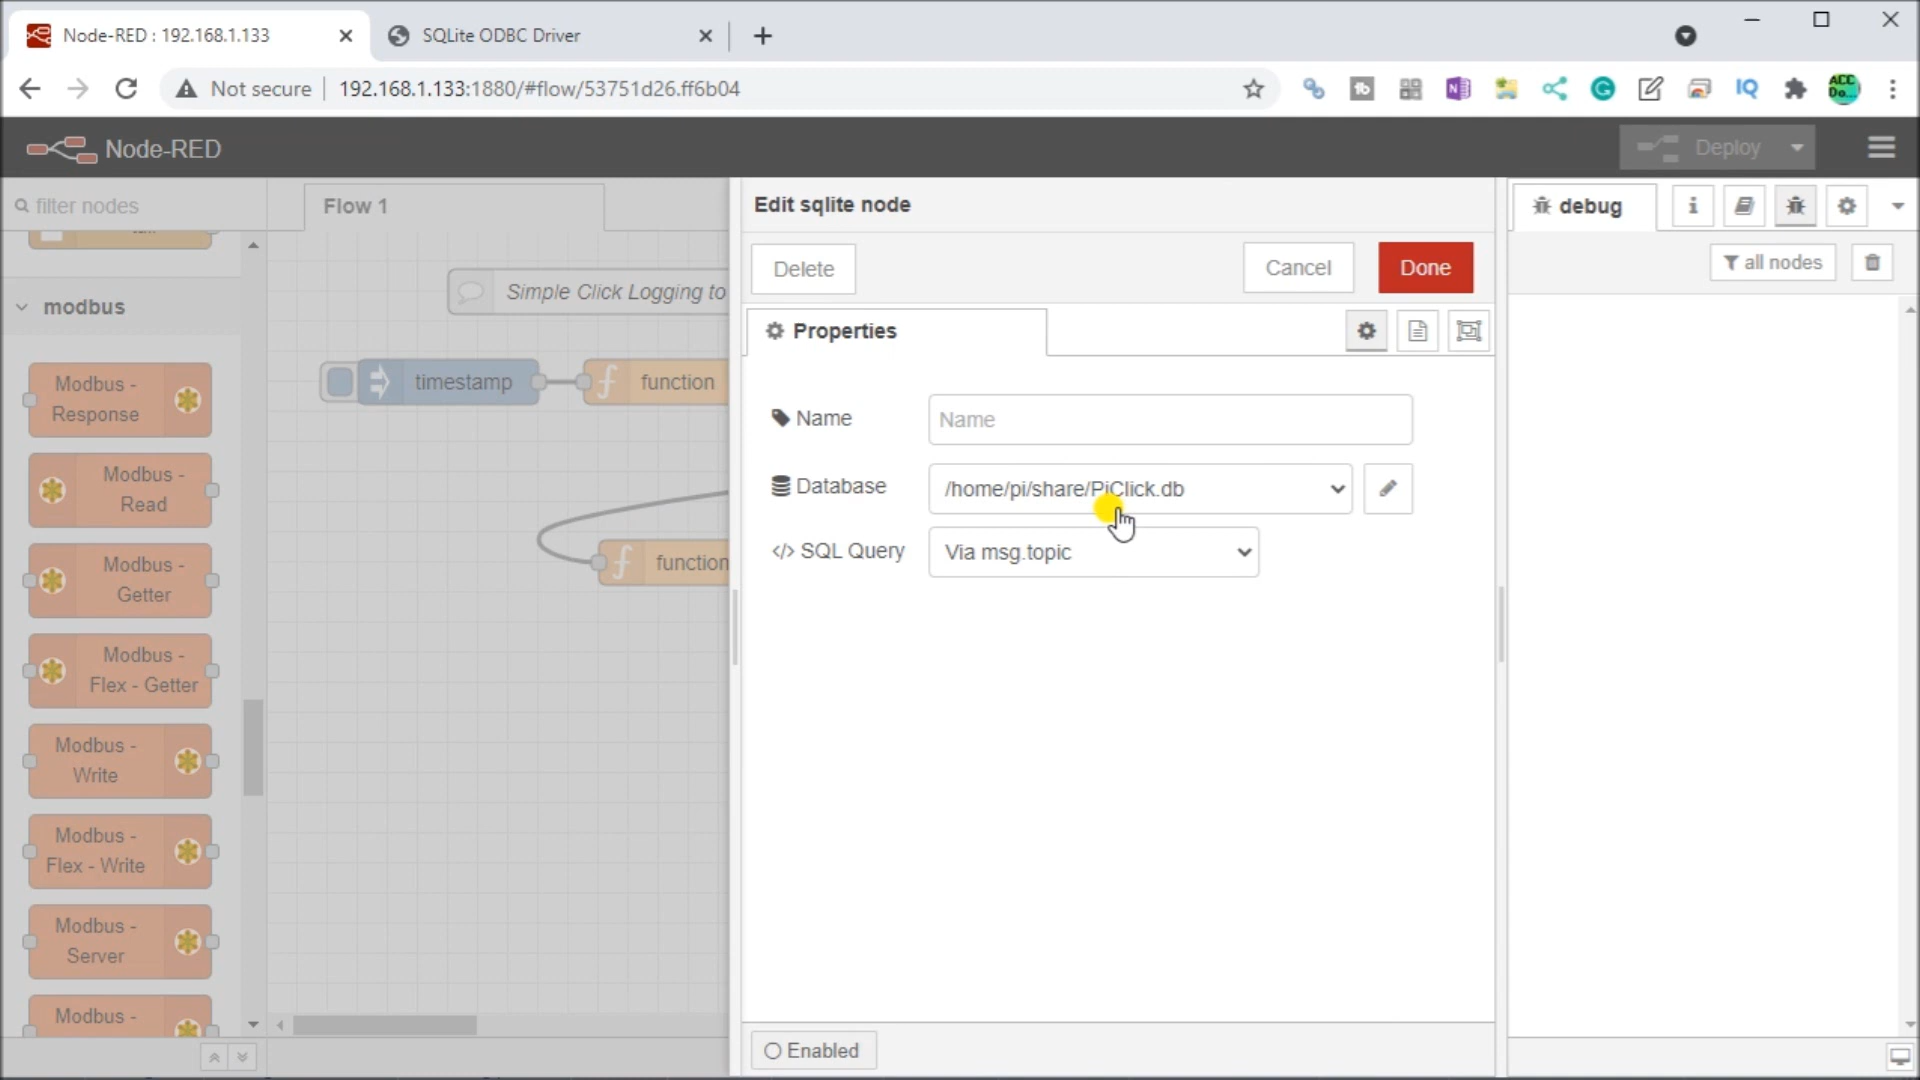 Node-RED : 192.168.1.133
SQLite ODBC Driver
Not secure
192.168.1.133:1880/#flow/53751d26.ff6b04
ACC
Do...
Node-RED
Deploy
filter nodes
Flow 1
Edit sqlite node
debug
Delete
Cancel
Done
all nodes
modbus
Simple Click Logging to
Properties
timestamp
function
Name
Name
Database
/home/pi/share/PiClick.db
</> SQL Query
Via msg.topic
function
Modbus -
Response
Modbus -
Read
Modbus -
Getter
Modbus -
Flex - Getter
Modbus -
Write
Modbus -
Flex - Write
Modbus -
Server
Modbus -
Enabled